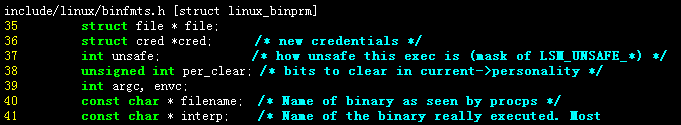 include/linux/binfmts.h [struct linux_binprm]
35 struct file * file;
36 struct cred *cred; /* new credentials */
37 int unsafe; /* how unsafe this exec is (mask of LSM_UNSAFE_*) */
38 unsigned int per_clear; /* bits to clear in current->personality */
39 int argc, envc;
40 const char * filename; /* Name of binary as seen by procps */
41 const char * interp; /* Name of the binary really executed. Most